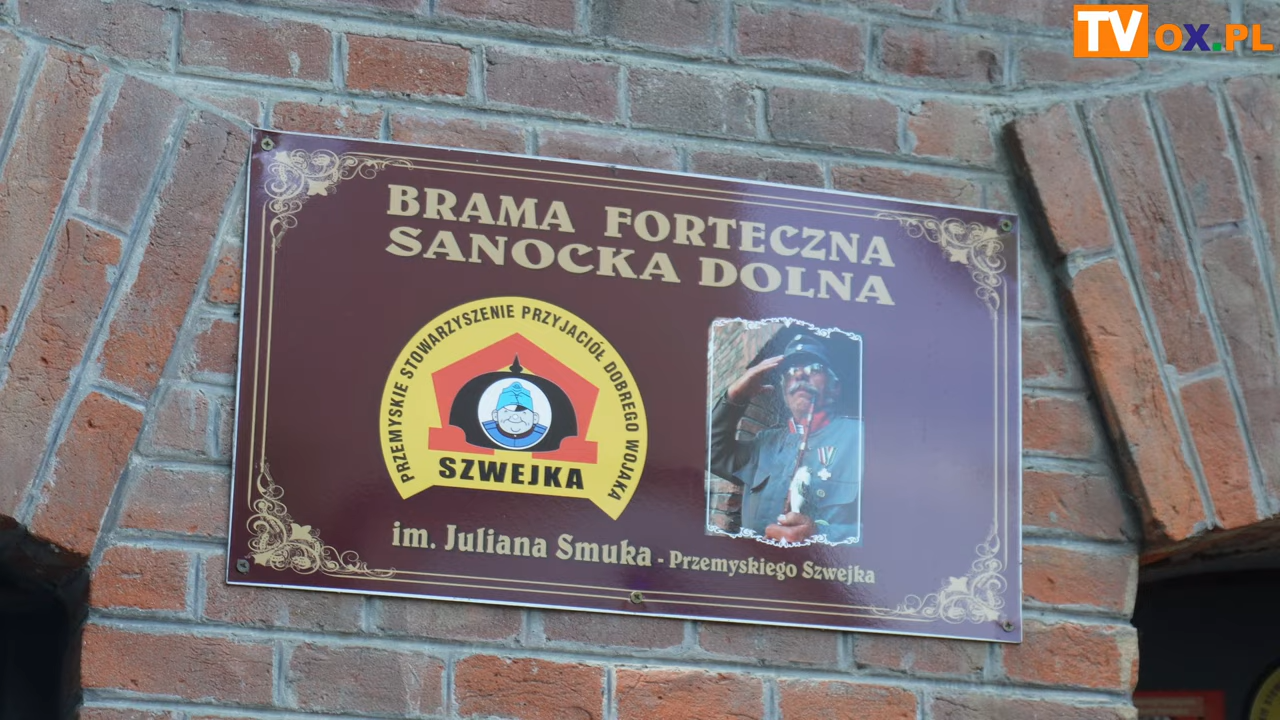 TVOX.PL
BRAMA FORTECZNA
SANOCKA DOLNA
PRZEMYSKIE STOWARZYSZENIE PRZYJACIÓŁ DOBREGO WOJAKA
SZWEJKA
im. Juliana Smuka - Przemyskiego Szwejka